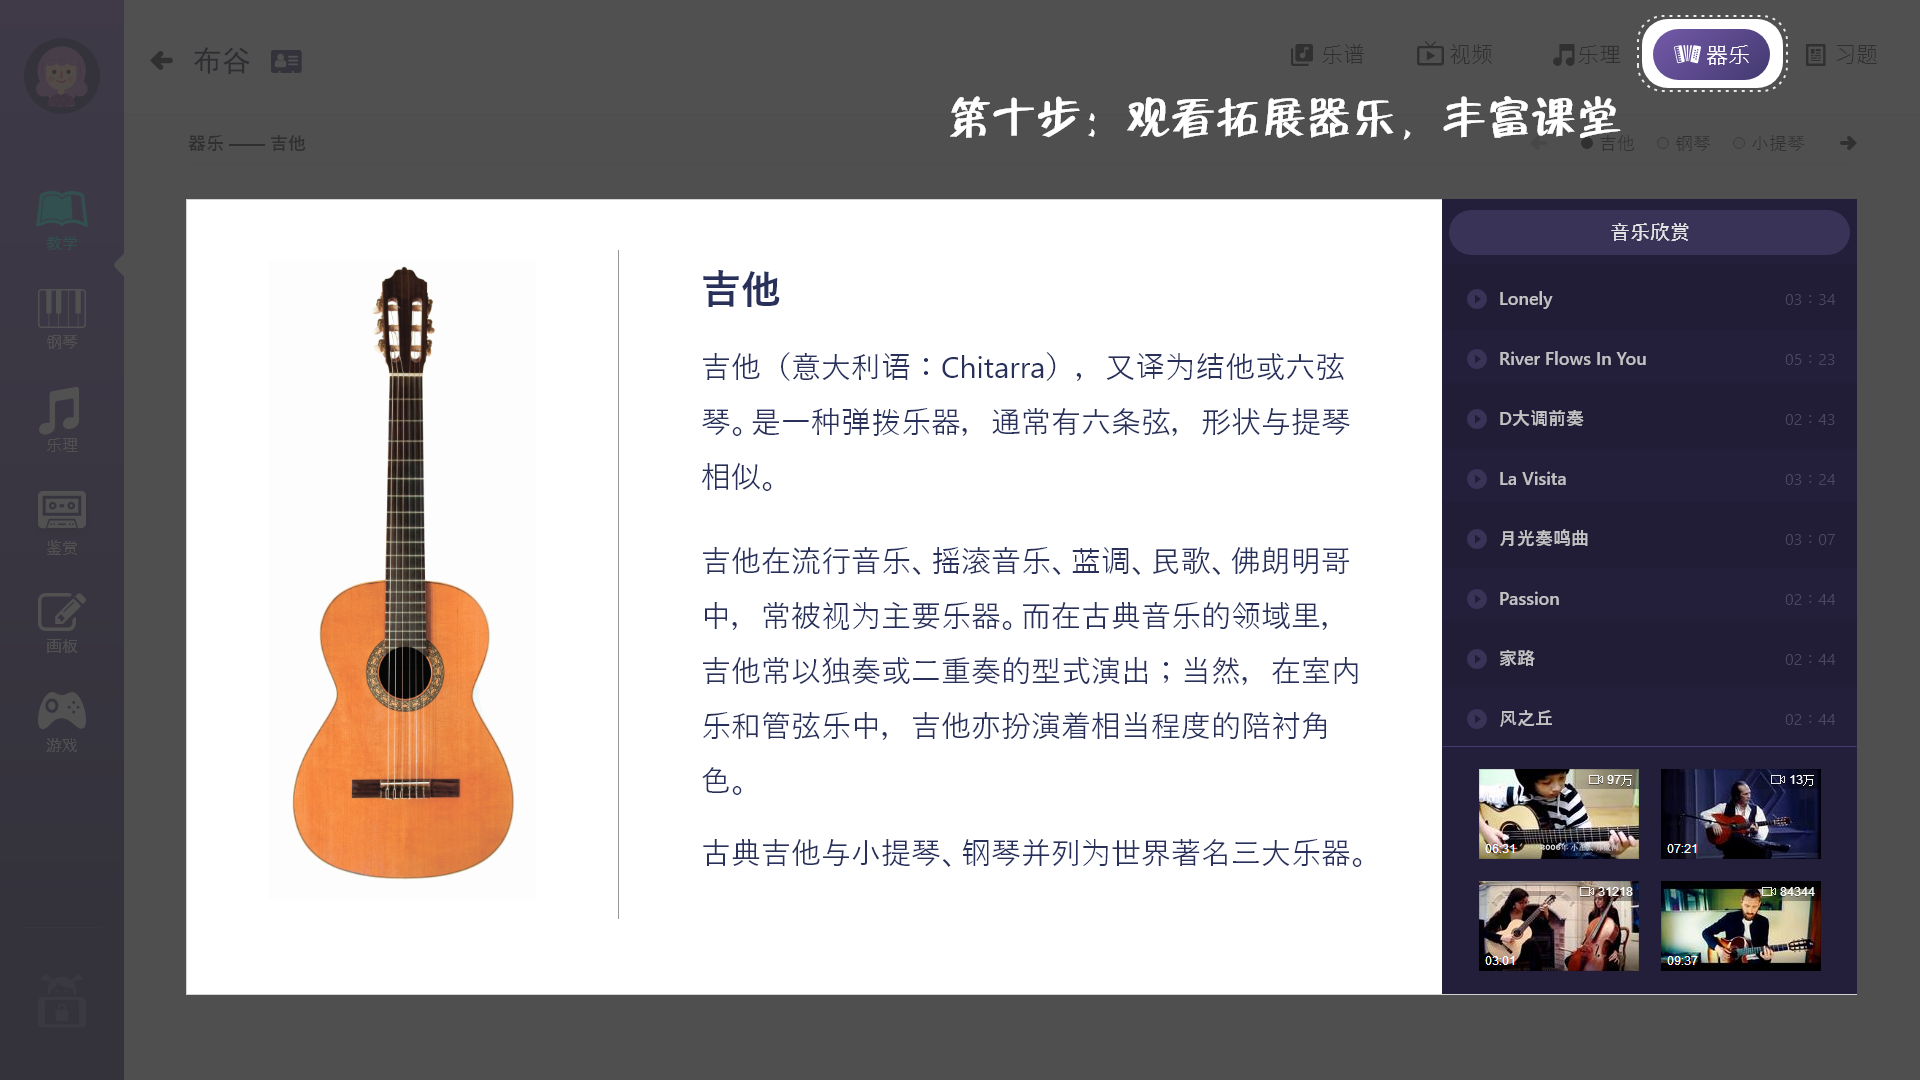 布谷
乐谱
视频
乐理
器乐
习题
第十步：观看拓展器乐，丰富课堂
器乐 —— 吉他
吉他
钢琴
小提琴
教学
钢琴
乐理
鉴赏
画板
游戏
吉他
吉他（意大利语：Chitarra），又译为结他或六弦
琴。是一种弹拨乐器，通常有六条弦，形状与提琴
相似。
吉他在流行音乐、摇滚音乐、蓝调、民歌、佛朗明哥
中，常被视为主要乐器。而在古典音乐的领域里，
吉他常以独奏或二重奏的型式演出；当然，在室内
乐和管弦乐中，吉他亦扮演着相当程度的陪衬角
色。
古典吉他与小提琴、钢琴并列为世界著名三大乐器。
音乐欣赏
Lonely 03：34
River Flows In You 05：23
D大调前奏 02：43
La Visita 03：24
月光奏鸣曲 03：07
Passion 02：44
家路 02：44
风之丘 02：44
97万
06:31
13万
07:21
31218
03:01
84344
09:37